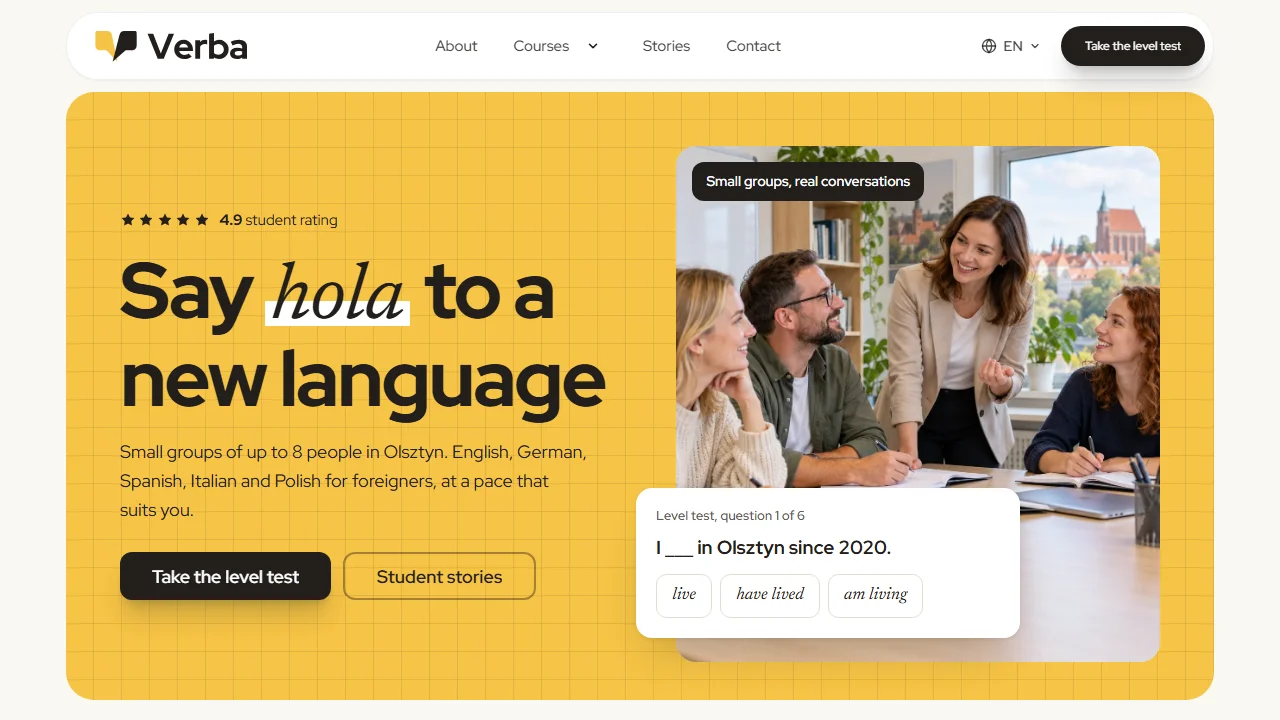 Verba
About
Courses
Stories
Contact
EN
Take the level test
4.9 student rating
Say hola to a
new language
Small groups of up to 8 people in Olsztyn. English, German,
Spanish, Italian and Polish for foreigners, at a pace that
suits you.
Take the level test
Student stories
Small groups, real conversations
Level test, question 1 of 6
I ___ in Olsztyn since 2020.
live
have lived
am living